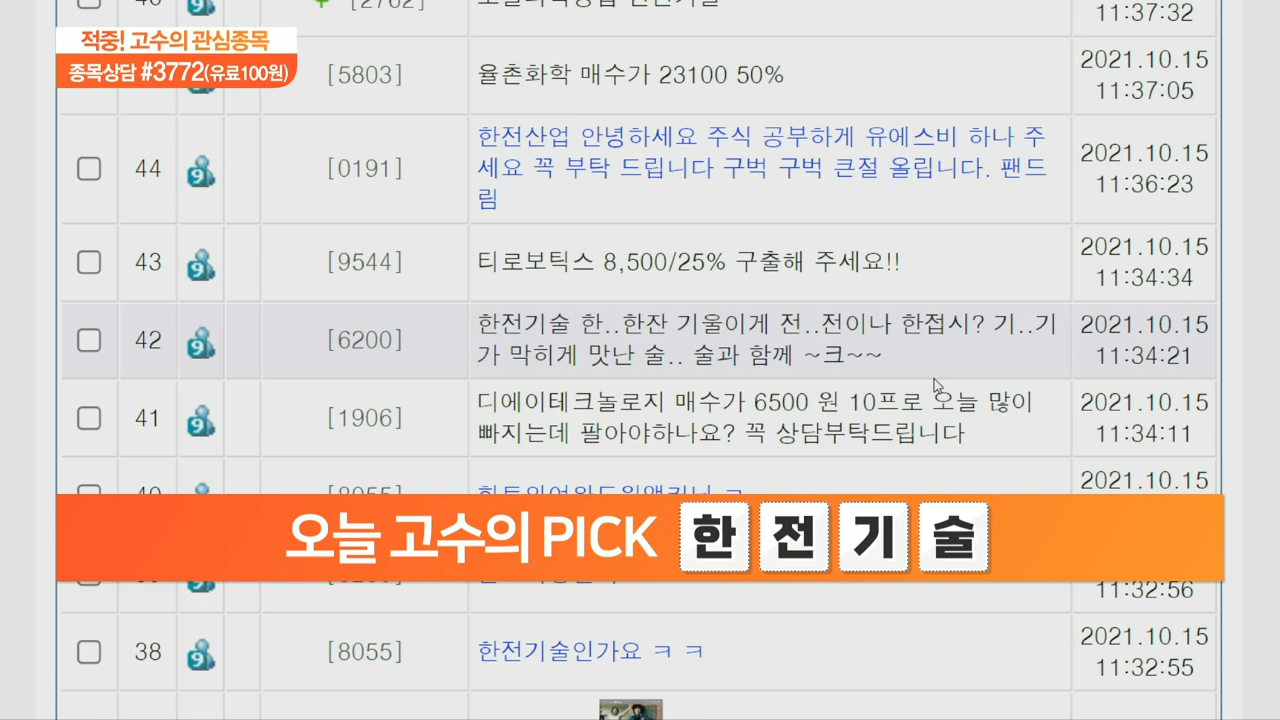 11:37:32
적중! 고수의 관심종목
종목상담 #3772(유료100원)
[5803]
율촌화학 매수가 23100 50%
2021.10.15
11:37:05
44
[0191]
한전산업 안녕하세요 주식 공부하게 유에스비 하나 주
세요 꼭 부탁 드립니다 구벅 구벅 큰절 올립니다. 팬드
림
2021.10.15
11:36:23
43
[9544]
티로보틱스 8,500/25% 구출해 주세요!!
2021.10.15
11:34:34
42
[6200]
한전기술 한..한잔 기울이게 전..전이나 한접시? 기..기
가 막히게 맛난 술.. 술과 함께 ~크~~
2021.10.15
11:34:21
41
[1906]
디에이테크놀로지 매수가 6500 원 10프로 오늘 많이
빠지는데 팔아야하나요? 꼭 상담부탁드립니다
2021.10.15
11:34:11
2021.10.15
오늘 고수의 PICK 한전기술
11:32:56
38
[8055]
한전기술인가요 ㅋ ㅋ
2021.10.15
11:32:55